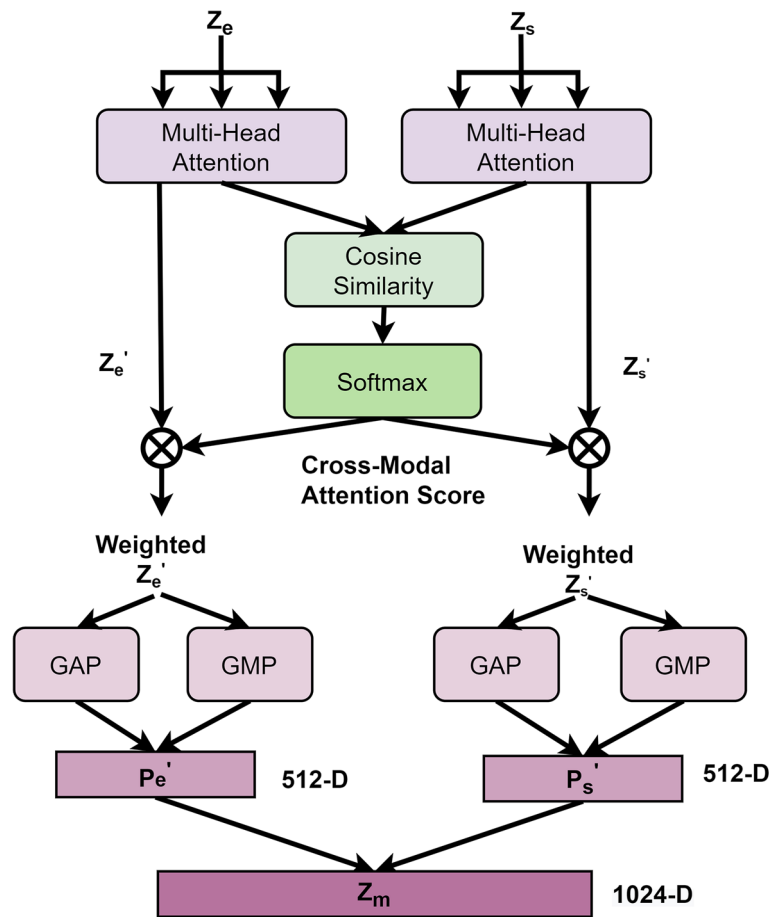 Ze Zs
Multi-Head
Attention
Multi-Head
Attention
Cosine
Similarity
Ze'
Softmax
Zs'
Cross-Modal
Attention Score
Weighted
Ze'
Weighted
Zs'
GAP GMP GAP GMP
Pe' 512-D Ps' 512-D
Zm 1024-D